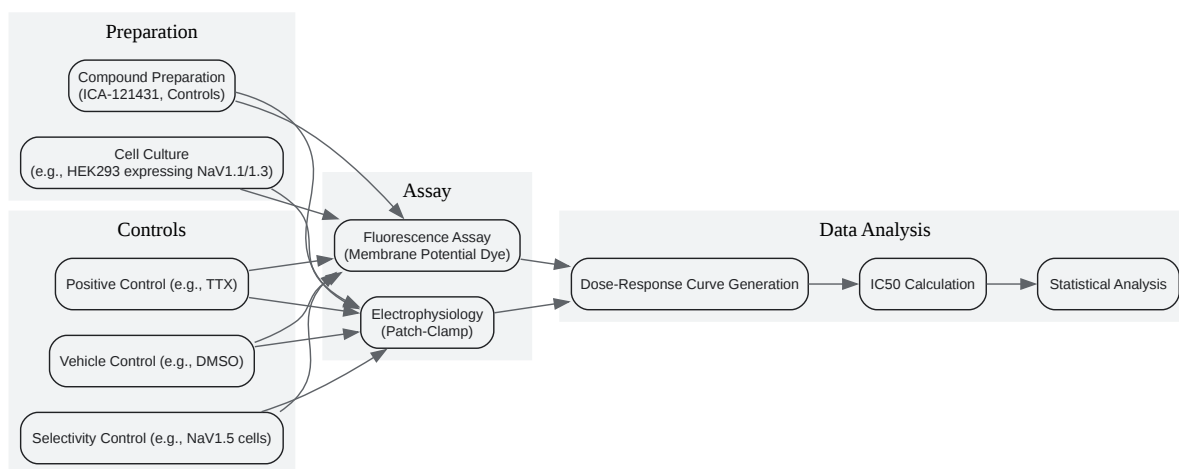 Preparation
Compound Preparation
(ICA-121431, Controls)
Cell Culture
(e.g., HEK293 expressing NaV1.1/1.3)
Controls
Positive Control (e.g., TTX)
Vehicle Control (e.g., DMSO)
Selectivity Control (e.g., NaV1.5 cells)
Assay
Fluorescence Assay
(Membrane Potential Dye)
Electrophysiology
(Patch-Clamp)
Data Analysis
Dose-Response Curve Generation
IC50 Calculation
Statistical Analysis